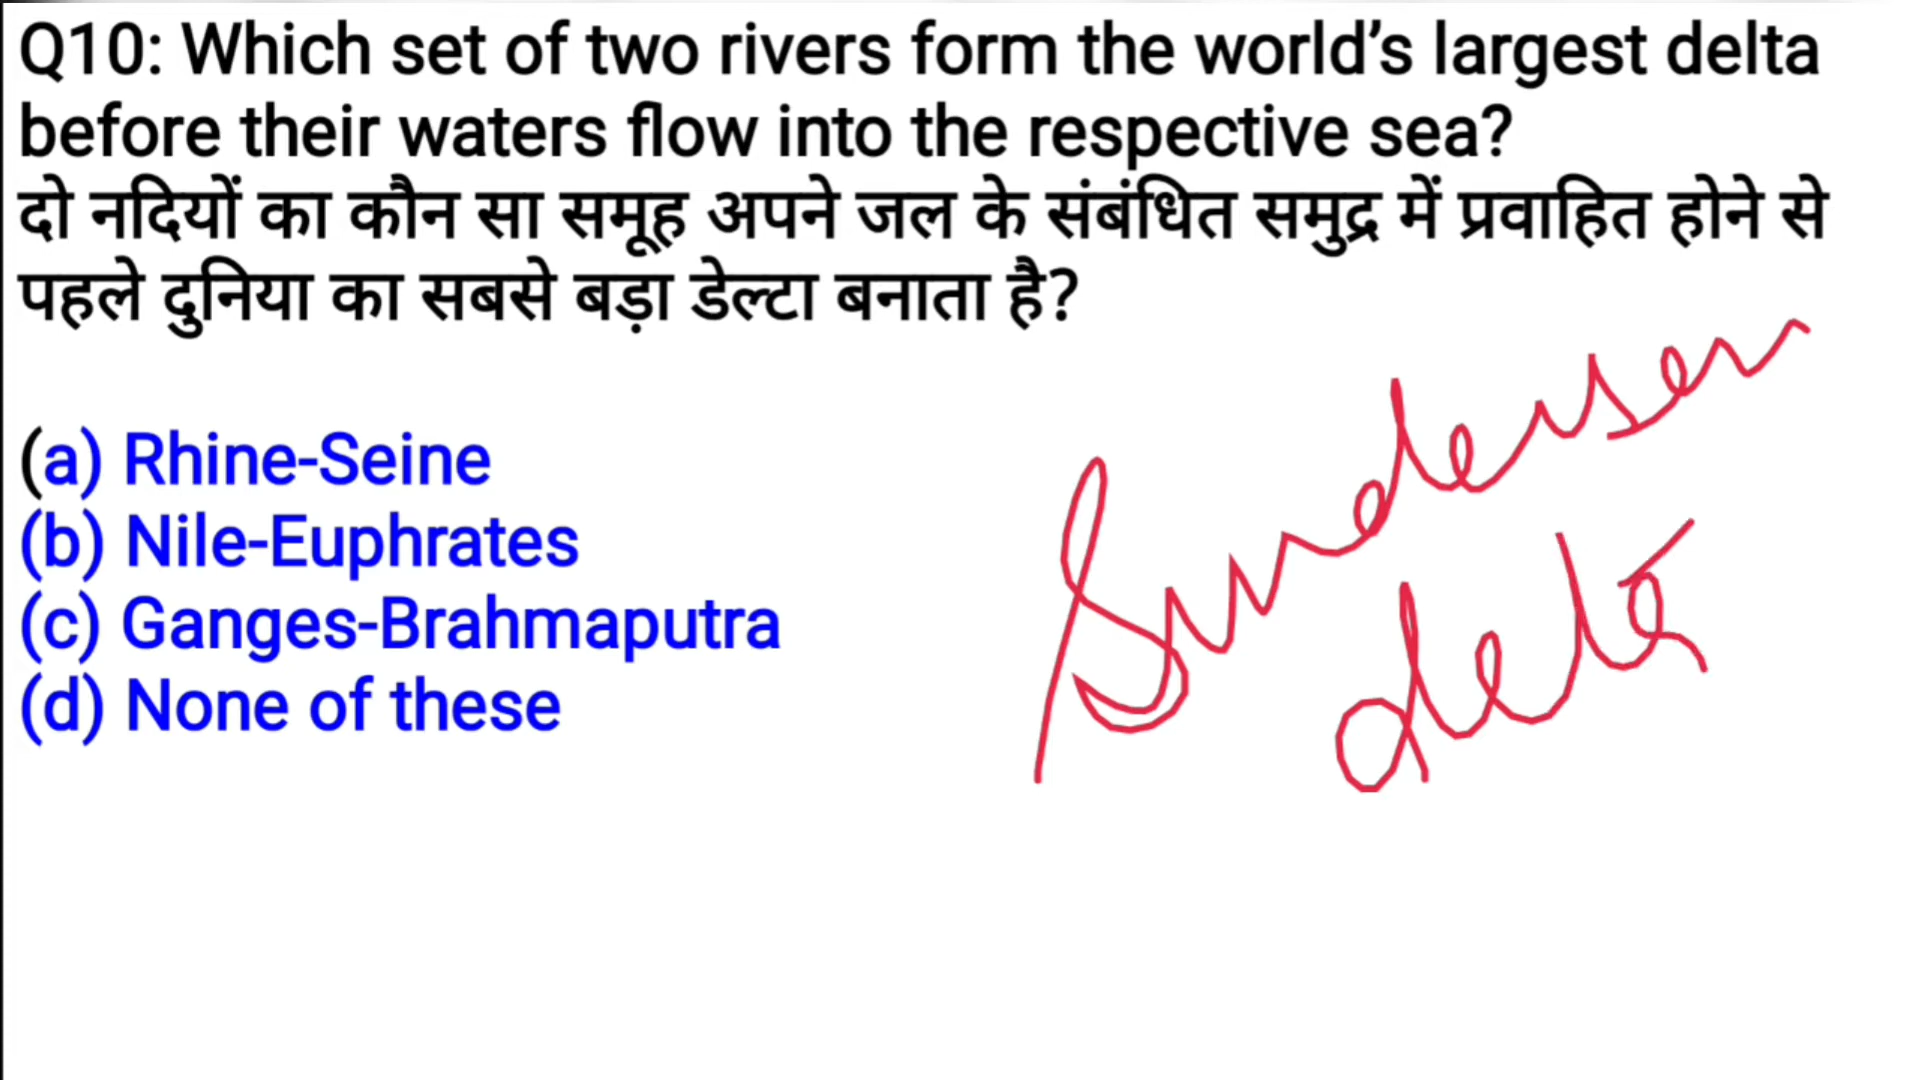 Q10: Which set of two rivers form the world’s largest delta
before their waters flow into the respective sea?
दो नदियों का कौन सा समूह अपने जल के संबंधित समुद्र में प्रवाहित होने से
पहले दुनिया का सबसे बड़ा डेल्टा बनाता है?
(a) Rhine-Seine
(b) Nile-Euphrates
(c) Ganges-Brahmaputra
(d) None of these
delta